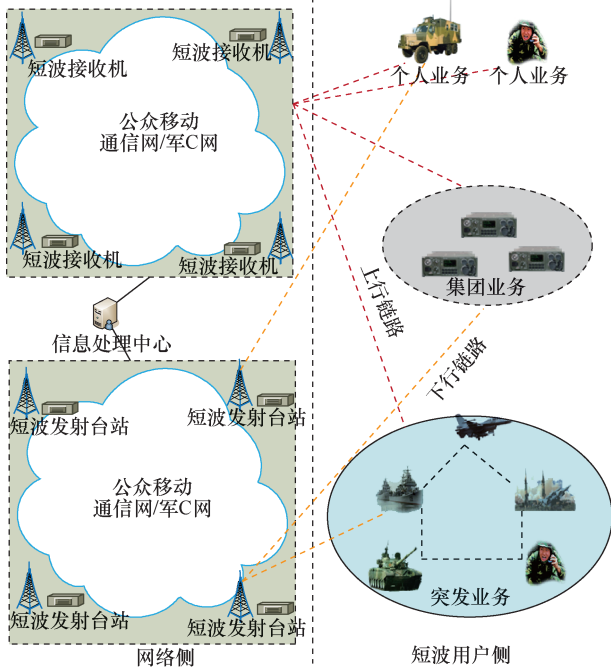 短波接收机
短波接收机
公众移动
通信网/军C网
短波接收机
短波接收机
信息处理中心
短波发射台站
短波发射台站
公众移动
通信网/军C网
短波发射台站
短波发射台站
网络侧
个人业务
个人业务
集团业务
上行链路
下行链路
突发业务
短波用户侧